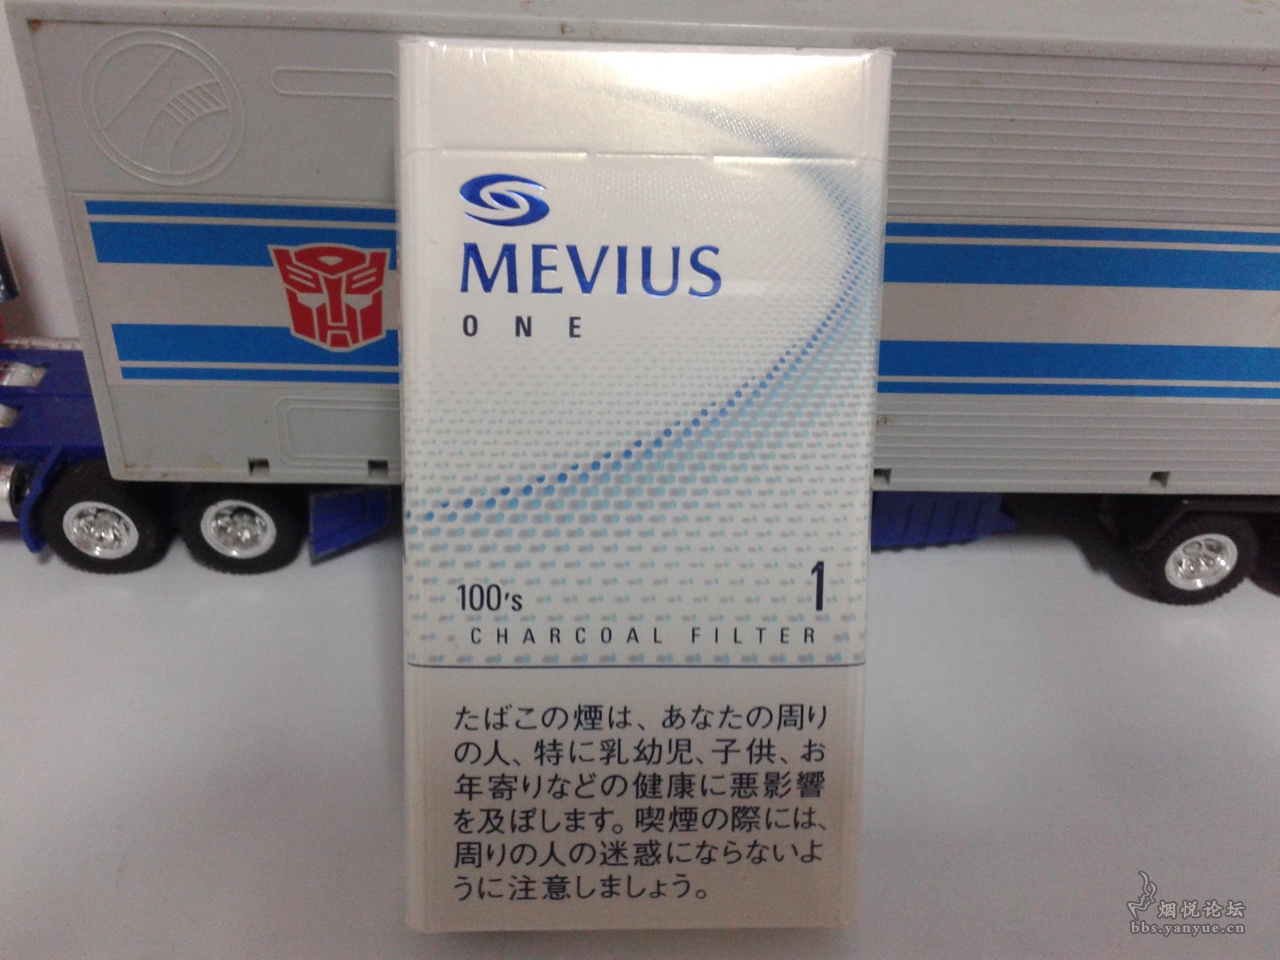 MEVIUS
ONE
100's
1
CHARCOAL FILTER
たばこの煙は、あなたの周り
の人、特に乳幼児、子供、お
年寄りなどの健康に悪影響
を及ぼします。喫煙の際には、
周りの人の迷惑にならないよ
うに注意しましょう。
烟悦论坛
bbs.yanyue.cn